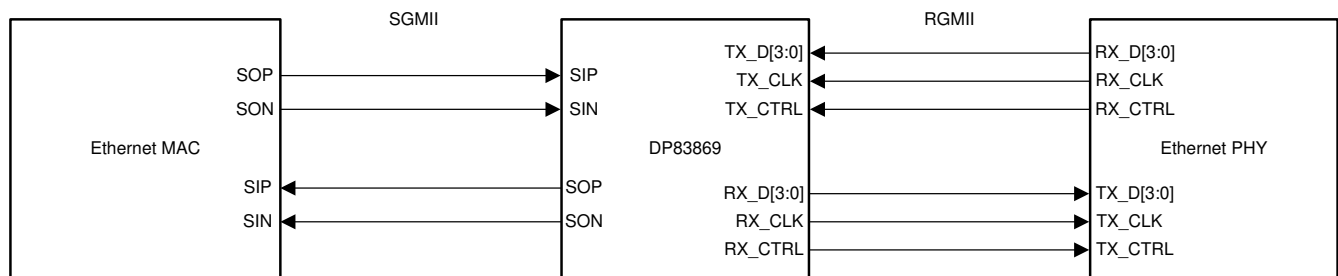 SGMII
RGMII
Ethernet MAC
SOP
SON
SIP
SIN
SIP
SIN
SOP
SON
DP83869
TX_D[3:0]
TX_CLK
TX_CTRL
RX_D[3:0]
RX_CLK
RX_CTRL
RX_D[3:0]
RX_CLK
RX_CTRL
Ethernet PHY
TX_D[3:0]
TX_CLK
TX_CTRL